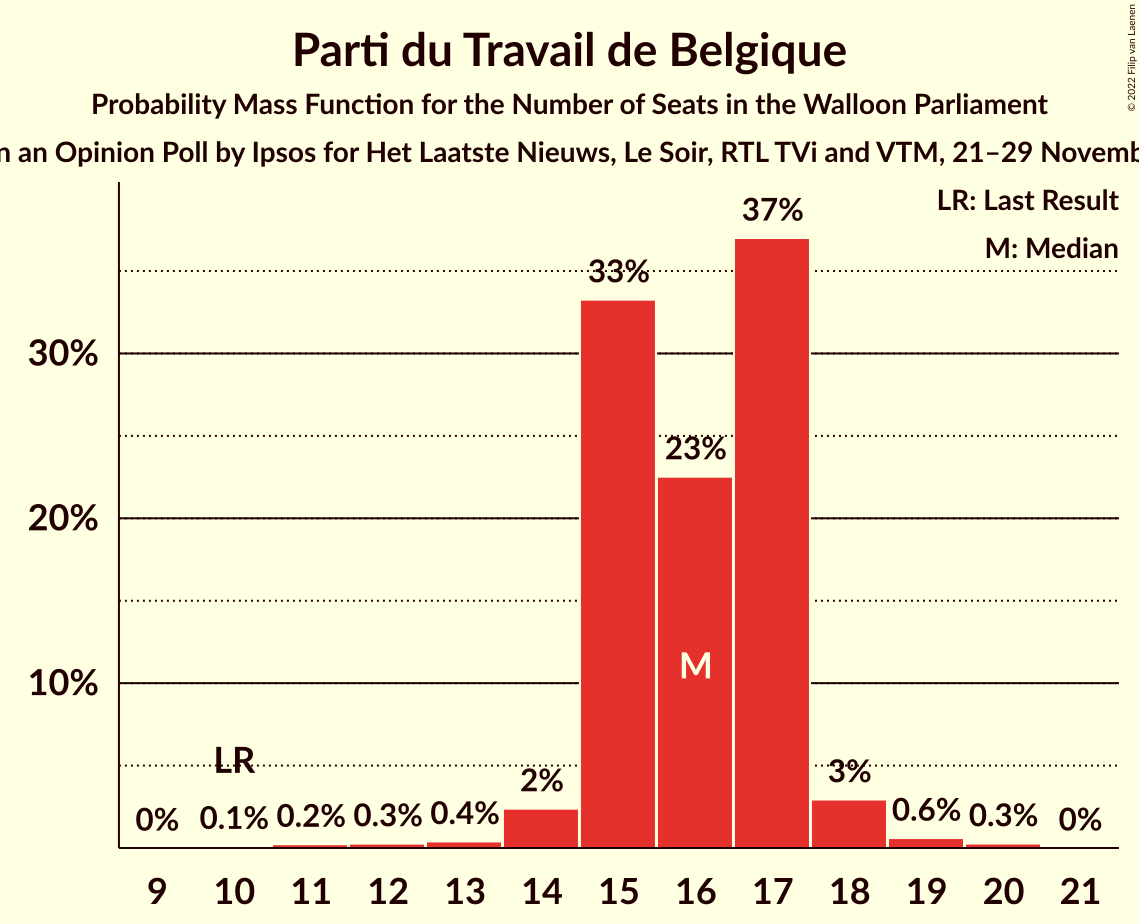 Parti du Travail de Belgique
Probability Mass Function for the Number of Seats in the Walloon Parliament
an Opinion Poll by Ipsos for Het Laatste Nieuws, Le Soir, RTL TVi and VTM, 21–29
© 2022 Filip van Laenen
LR: Last Result
M: Median
37%
33%
30%
23%
20%
M
10%
LR
0% 0.1% 0.2% 0.3% 0.4% 2% 3% 0.6% 0.3% 0%
9 10 11 12 13 14 15 16 17 18 19 20 21